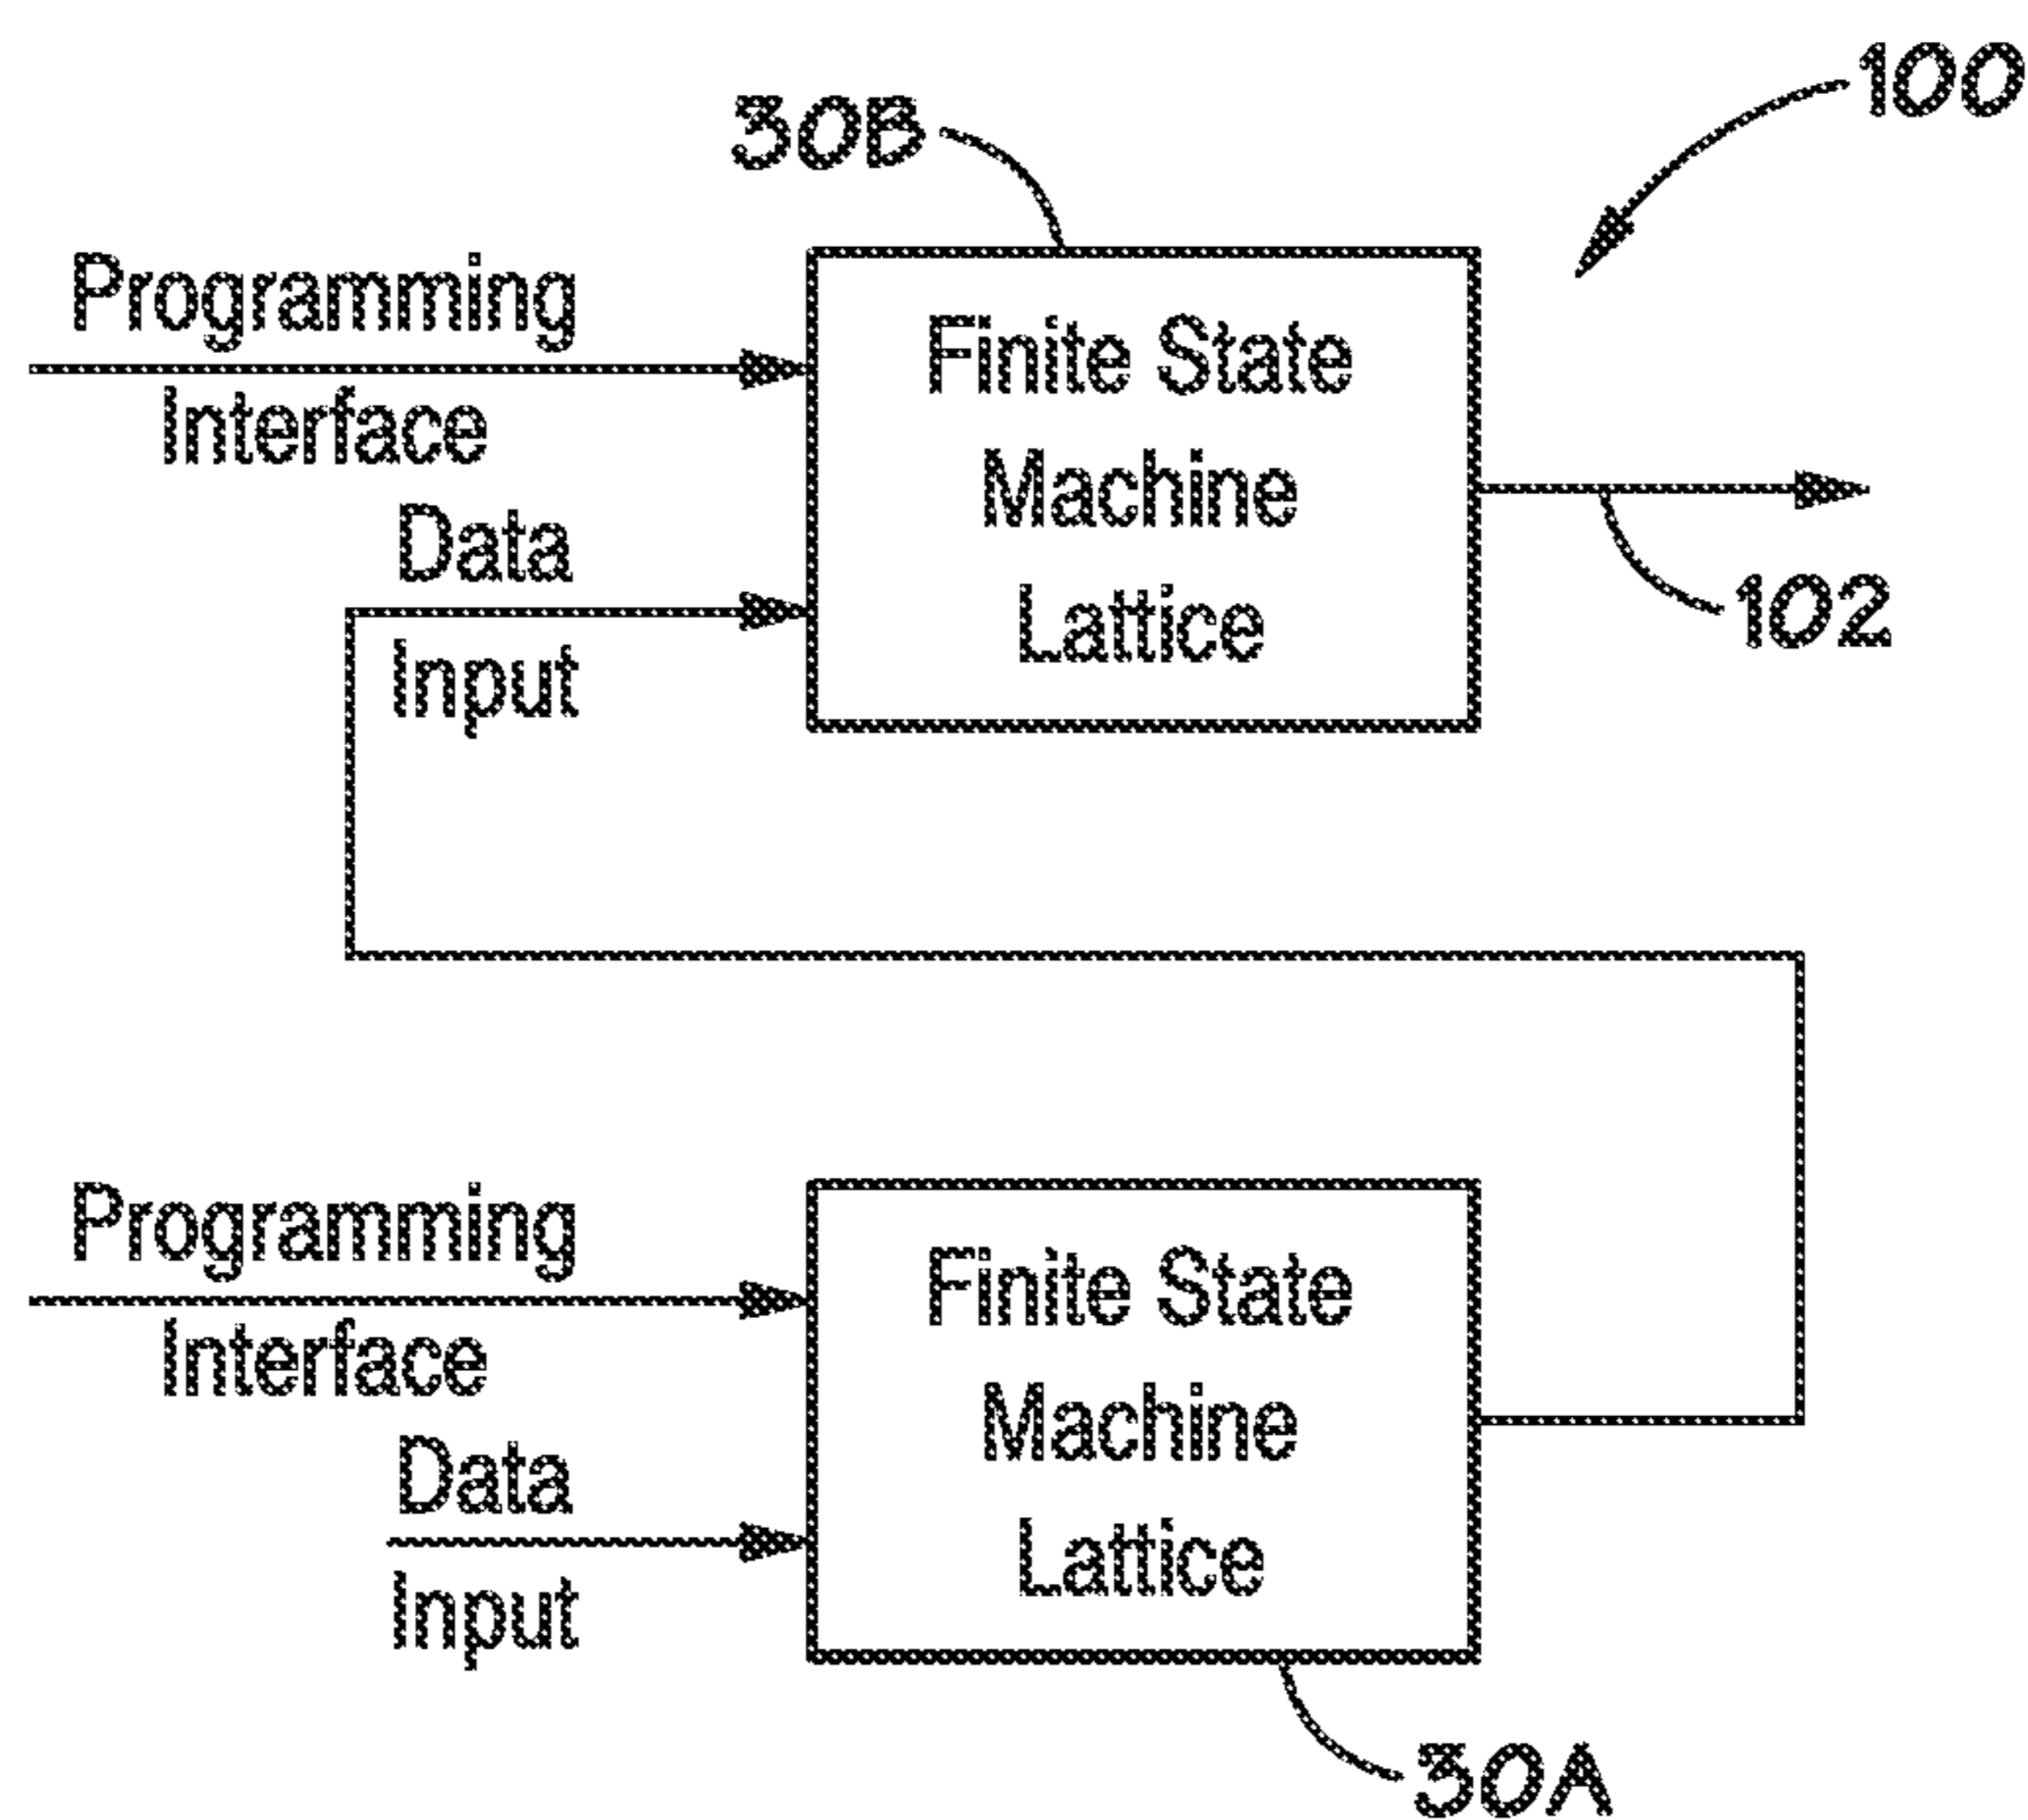 100
30B
Programming
Interface
Data
Input
Finite State
Machine
Lattice
102
Programming
Interface
Data
Input
Finite State
Machine
Lattice
30A